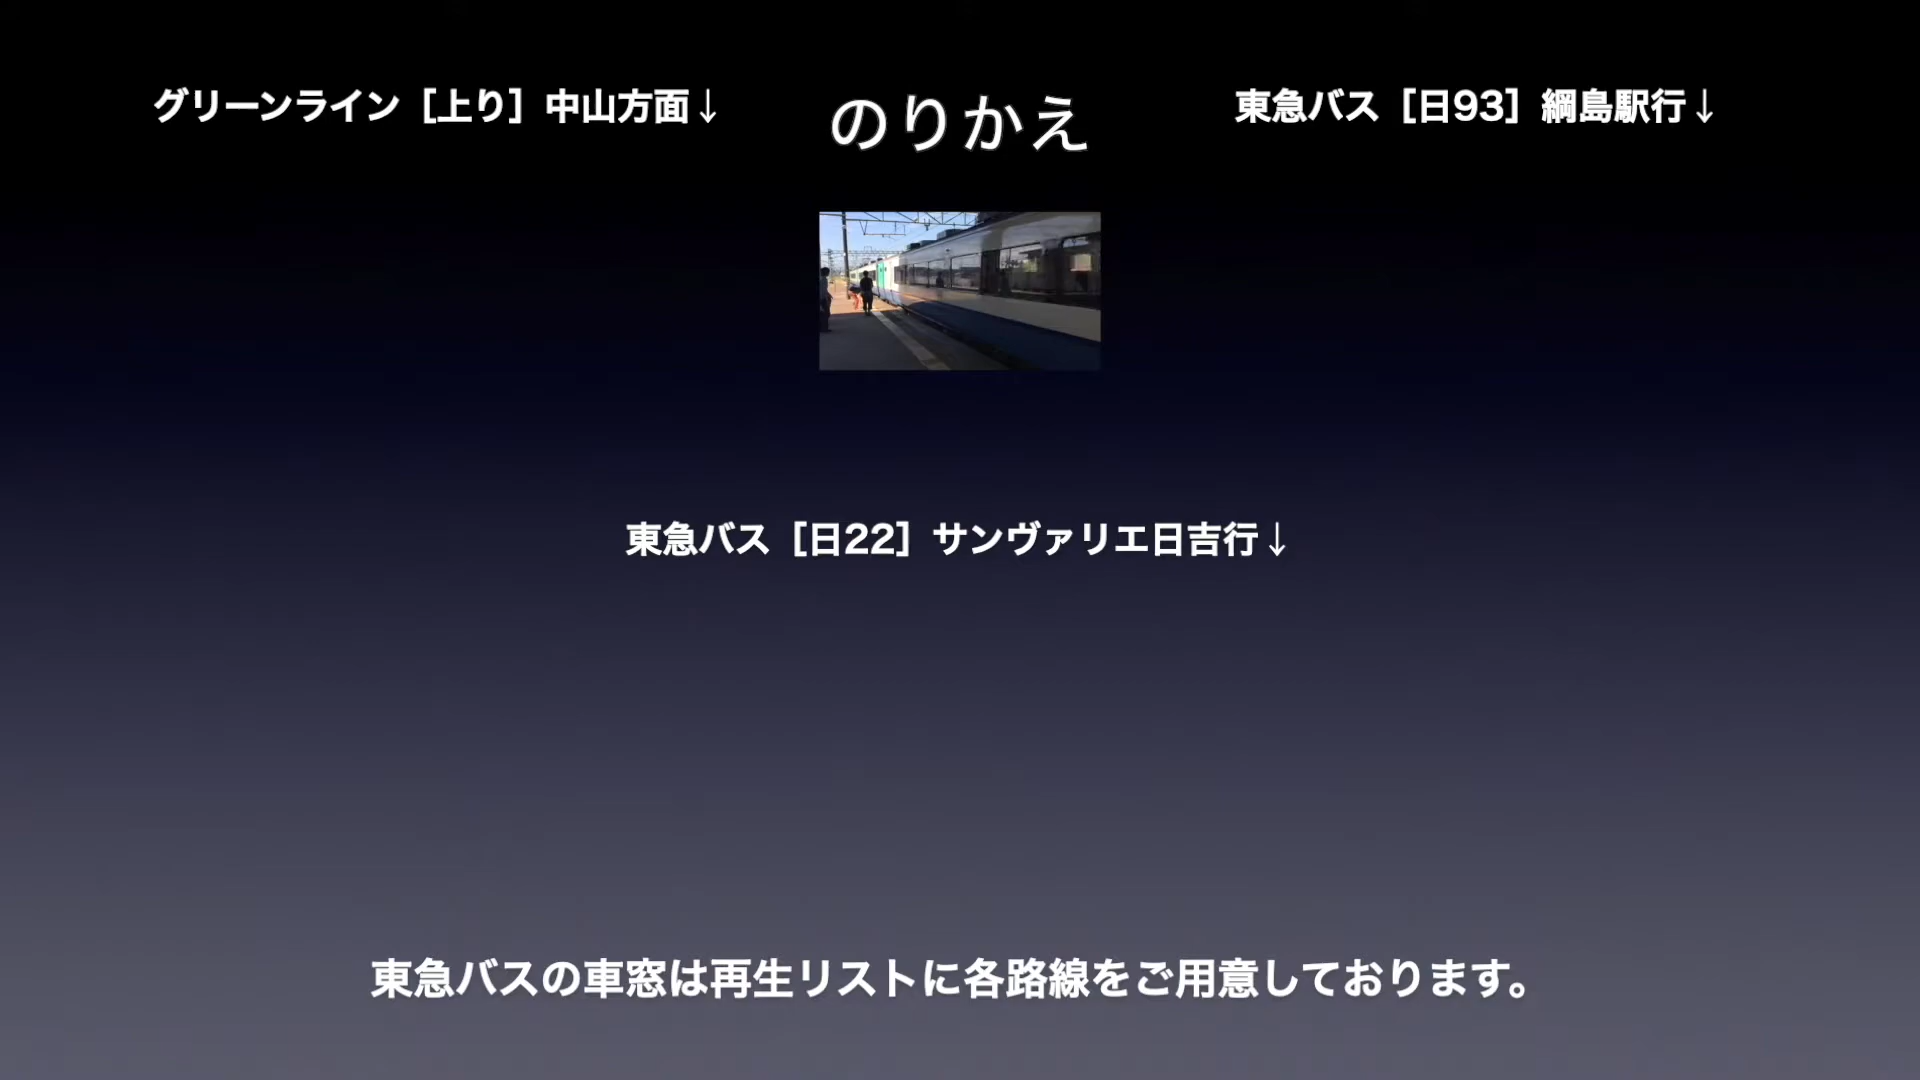 グリーンライン［上り］中山方面↓
のりかえ
東急バス［日93］綱島駅行↓
東急バス［日22］サンヴァリエ日吉行↓
東急バスの車窓は再生リストに各路線をご用意しております。